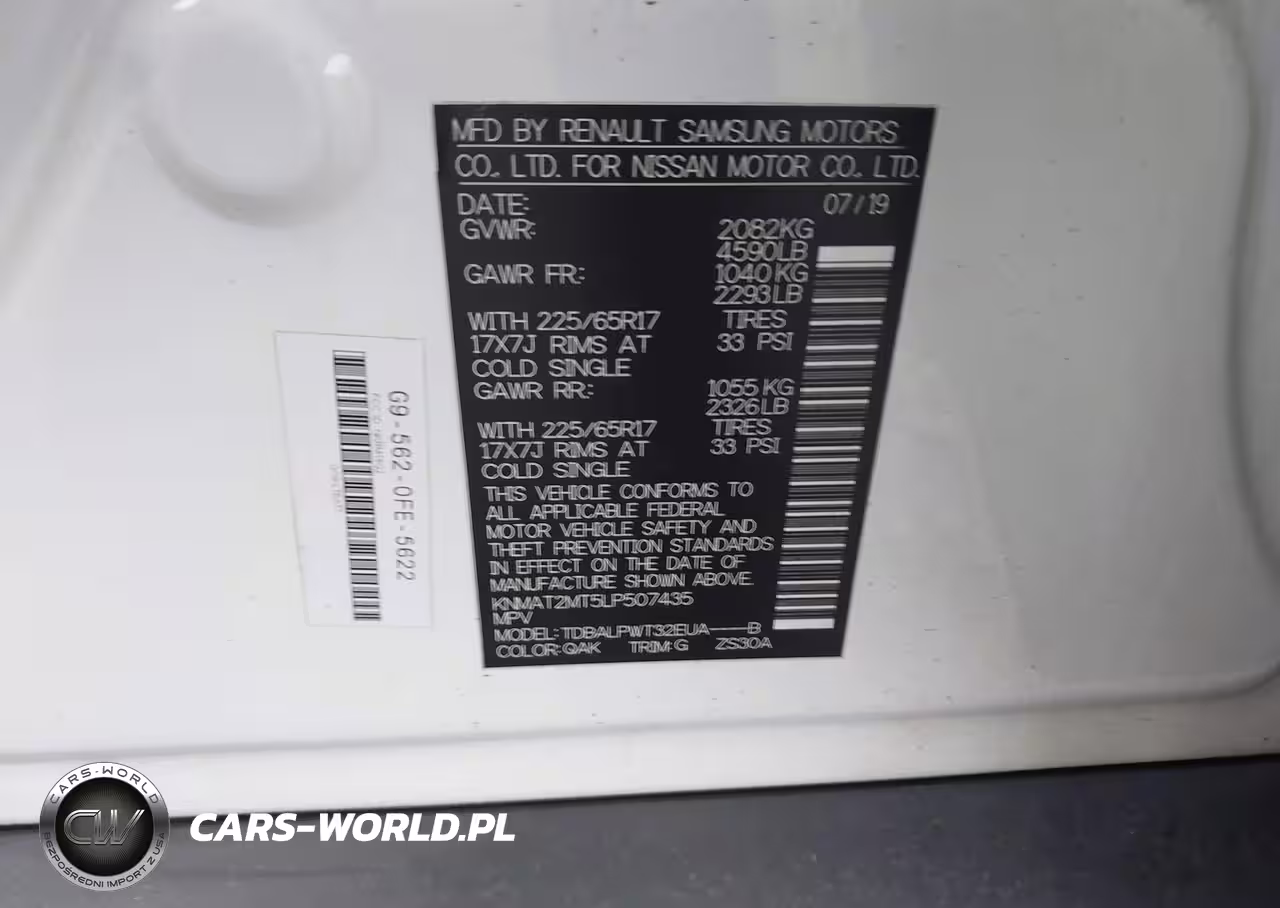 MFD BY RENAULT SAMSUNG MOTORS
CO., LTD. FOR NISSAN MOTOR CO., LTD.
DATE: 07/19
GVWR: 2082KG
4590LB
GAWR FR: 1040KG
2293LB
WITH 225/65R17 TIRES
17X7J RIMS AT 33 PSI
COLD SINGLE
GAWR RR: 1055KG
2326LB
WITH 225/65R17 TIRES
17X7J RIMS AT 33 PSI
COLD SINGLE
THIS VEHICLE CONFORMS TO
ALL APPLICABLE FEDERAL
MOTOR VEHICLE SAFETY AND
THEFT PREVENTION STANDARDS
IN EFFECT ON THE DATE OF
MANUFACTURE SHOWN ABOVE.
KNMAT2MT5LP507435
MPV
MODEL: TDBALPWT32EUA---B
COLOR: QAK TRIM: G ZS30A
G9-562-0FE-5622
CARS-WORLD
CW
BEZPOŚREDNI IMPORT Z USA
CARS-WORLD.PL